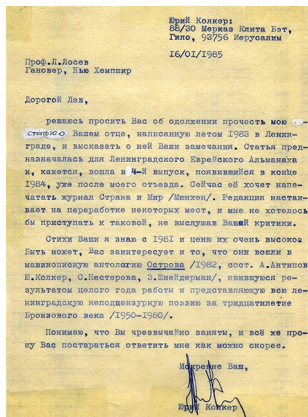 Юрий Колкер:
88/30 Мерказ Клита Бэт,
Гило, 93756 Иерусалим
16/01/1985
Проф.Л.Лосев
Гановер, Нью Хемпшир
Дорогой Лев,
решаюсь просить Вас об одолжении прочесть мою
статью о Вашем отце, написанную летом 1983 в Ленин-
граде, и высказать о ней Ваши замечания. Статья пред-
назначалась для Ленинградского Еврейского Альманаха
и, кажется, вошла в 4-й выпуск, появившийся в конце
1984, уже после моего отъезда. Сейчас её хочет напе-
чатать журнал Страна и Мир /Мюнхен/. Редакция настаи-
вает на переработке некоторых мест, и мне не хотелось
бы приступать к таковой, не выслушав Вашей критики.
Стихи Ваши я знаю с 1981 и ценю их очень высоко.
Быть может, Вас заинтересует и то, что они вошли в
машинописную антологию Острова /1982, сост. А.Антипов,
Ю.Колкер, О.Нестерова, Э.Шнейдерман/, явившуюся ре-
зультатом целого года работы и представляющую всю ле-
нинградскую неподцензурную поэзию за тридцатилетие
Бронзового века /1950-1980/.
Понимаю, что Вы чрезвычайно заняты, и всё же про-
шу Вас постараться ответить мне как можно скорее.
Искренне Ваш,
Юрий Колкер